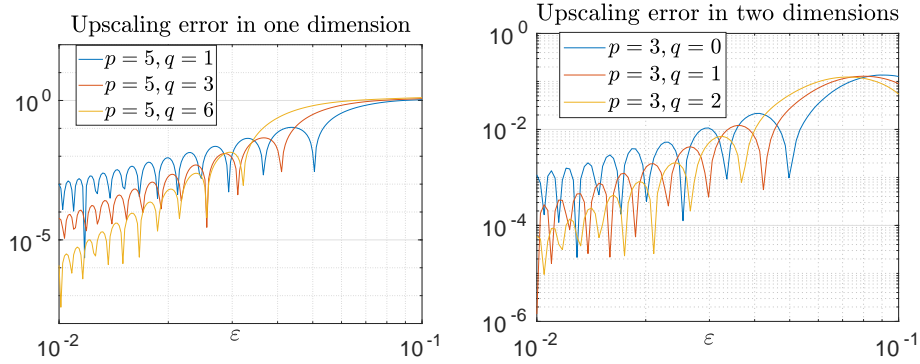 Upscaling error in one dimension
p = 5, q = 1
p = 5, q = 3
p = 5, q = 6
10^0
10^-5
10^-2
ε
10^-1
Upscaling error in two dimensions
10^0
p = 3, q = 0
p = 3, q = 1
p = 3, q = 2
10^-2
10^-4
10^-6
10^-2
ε
10^-1